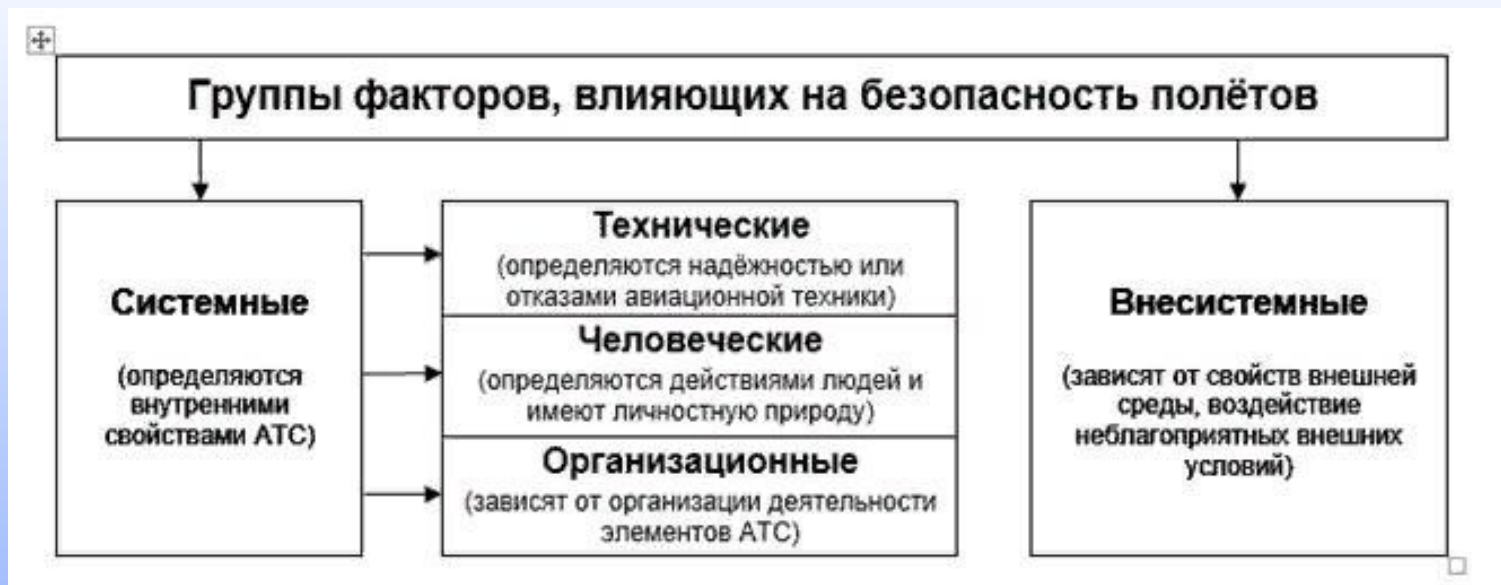 Группы факторов, влияющих на безопасность полётов
Системные
(определяются
внутренними
свойствами АТС)
Технические
(определяются надёжностью или
отказами авиационной техники)
Человеческие
(определяются действиями людей и
имеют личностную природу)
Организационные
(зависят от организации деятельности
элементов АТС)
Внесистемные
(зависят от свойств внешней
среды, воздействие
неблагоприятных внешних
условий)